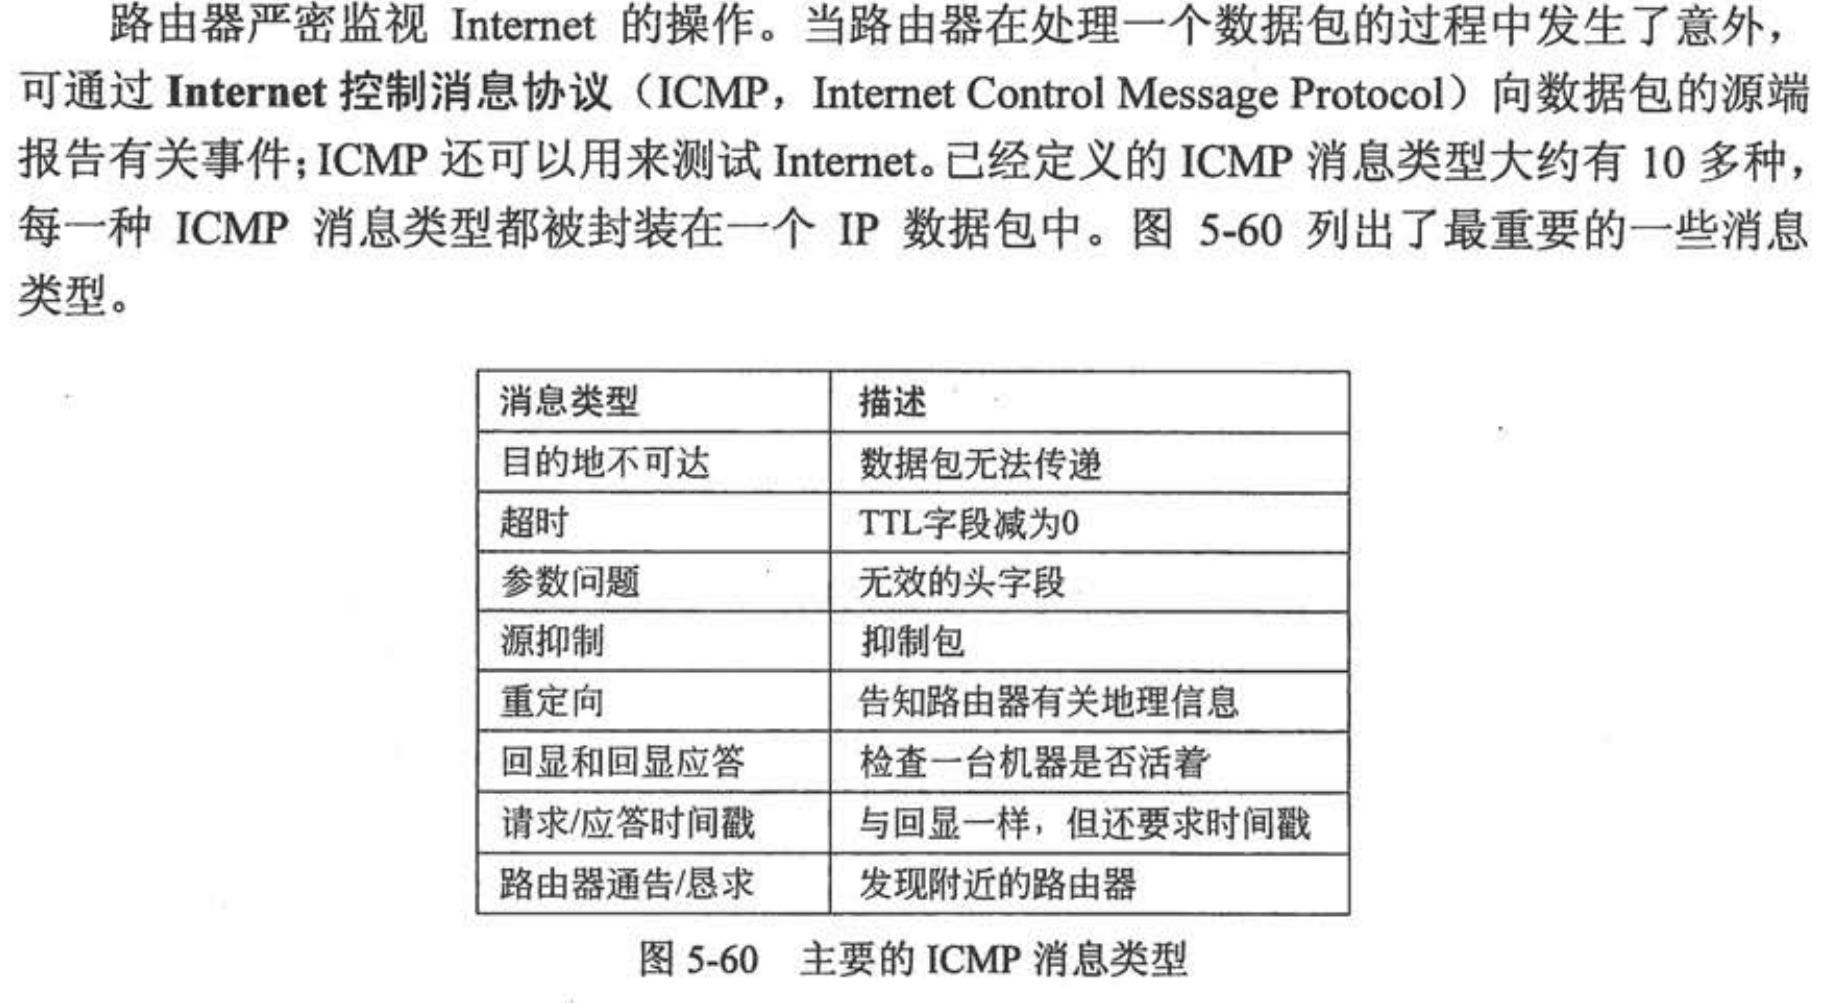 路由器严密监视 Internet 的操作。当路由器在处理一个数据包的过程中发生了意外，
可通过 Internet 控制消息协议（ICMP，Internet Control Message Protocol）向数据包的源端
报告有关事件；ICMP 还可以用来测试 Internet。已经定义的 ICMP 消息类型大约有 10 多种，
每一种 ICMP 消息类型都被封装在一个 IP 数据包中。图 5-60 列出了最重要的一些消息
类型。
消息类型 描述
目的地不可达 数据包无法传递
超时 TTL字段减为0
参数问题 无效的头字段
源抑制 抑制包
重定向 告知路由器有关地理信息
回显和回显应答 检查一台机器是否活着
请求/应答时间戳 与回显一样，但还要求时间戳
路由器通告/恳求 发现附近的路由器
图 5-60 主要的 ICMP 消息类型